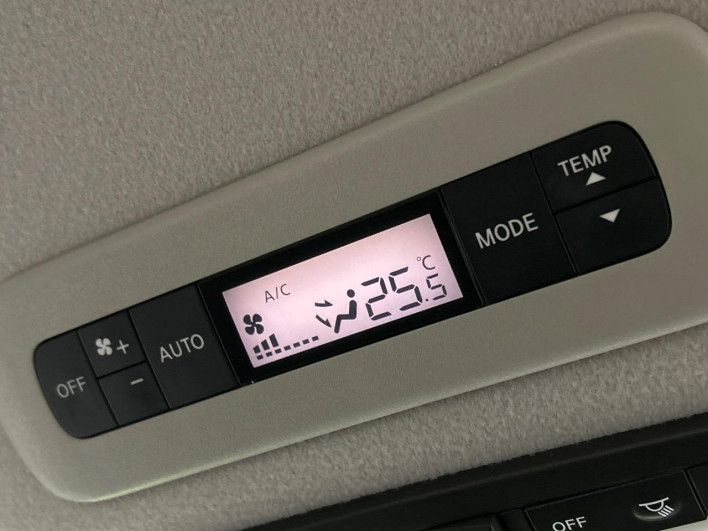 OFF
+
-
AUTO
A/C
25.5 °C
MODE
TEMP
OFF